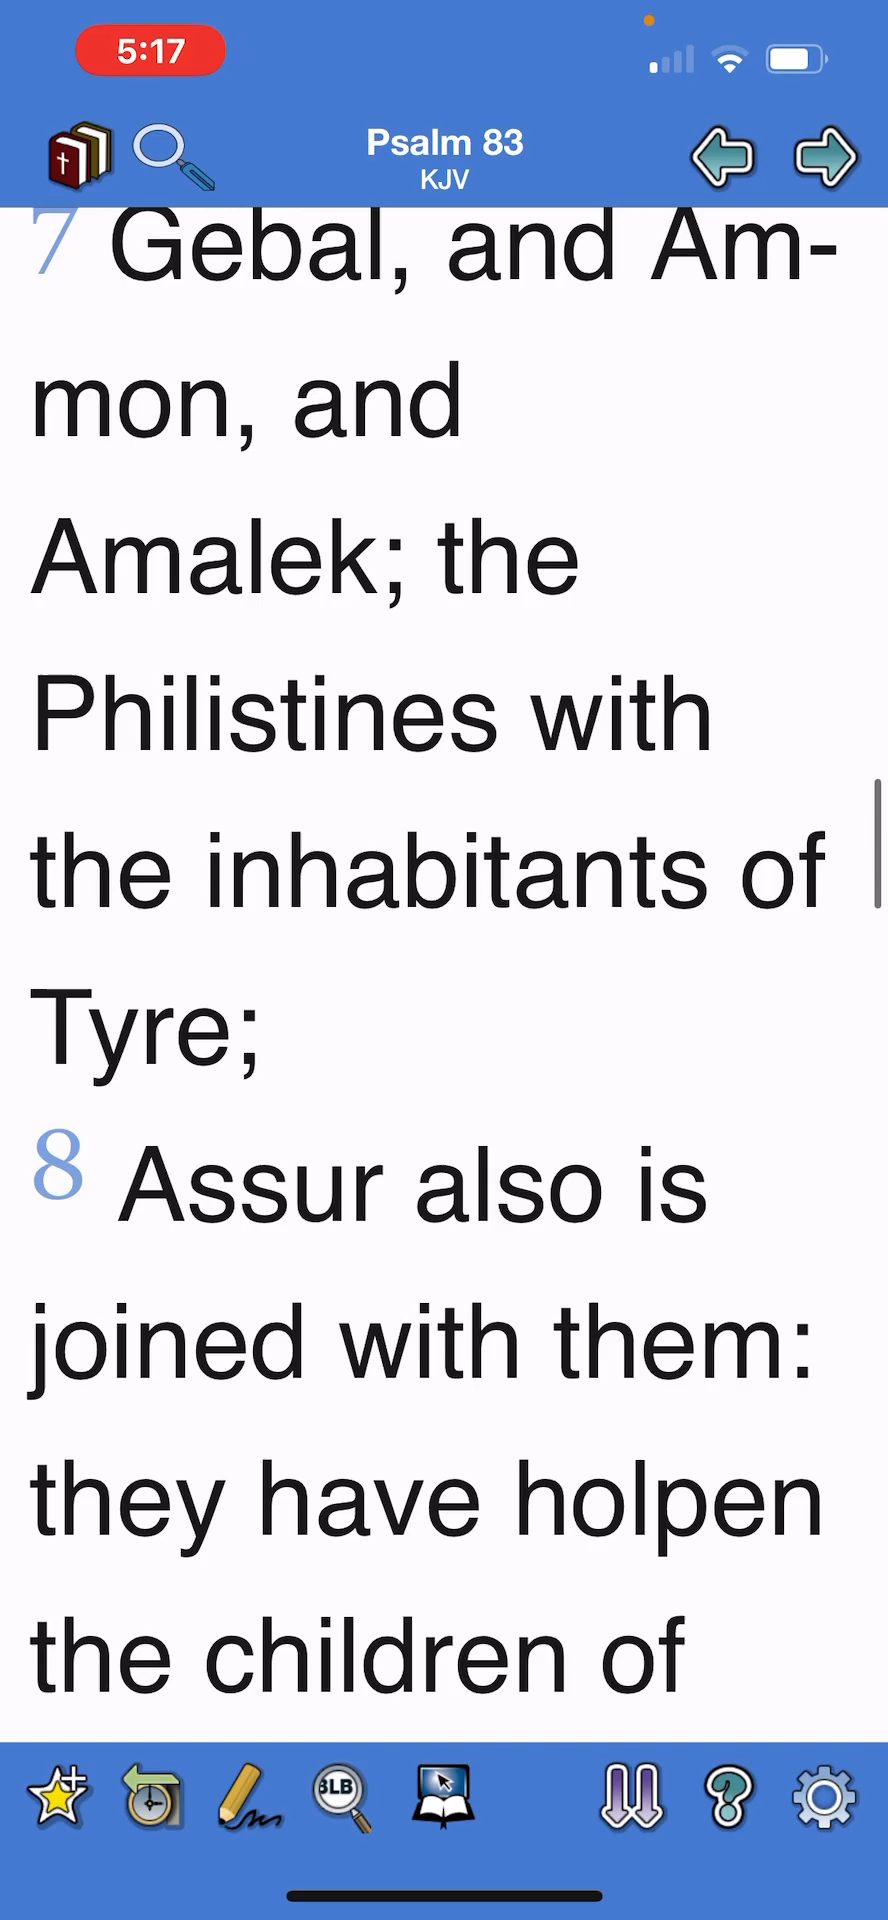 5:17
Psalm 83
KJV
7 Gebal, and Am-
mon, and
Amalek; the
Philistines with
the inhabitants of
Tyre;
8 Assur also is
joined with them:
they have holpen
the children of
BLB